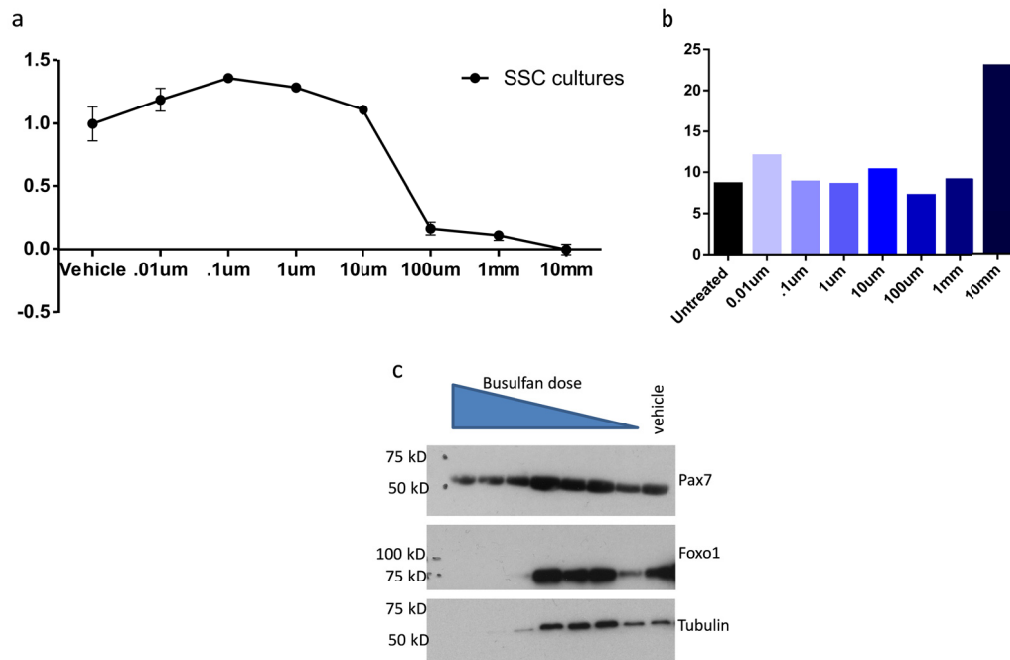 a
1.5
1.0
0.5
0.0
-0.5
SSC cultures
Vehicle .01um .1um 1um 10um 100um 1mm 10mm
b
25
20
15
10
5
0
Untreated
0.01um
.1um
1um
10um
100um
1mm
10mm
c
Busulfan dose
vehicle
75 kD
50 kD
Pax7
100 kD
75 kD
Foxo1
75 kD
50 kD
Tubulin